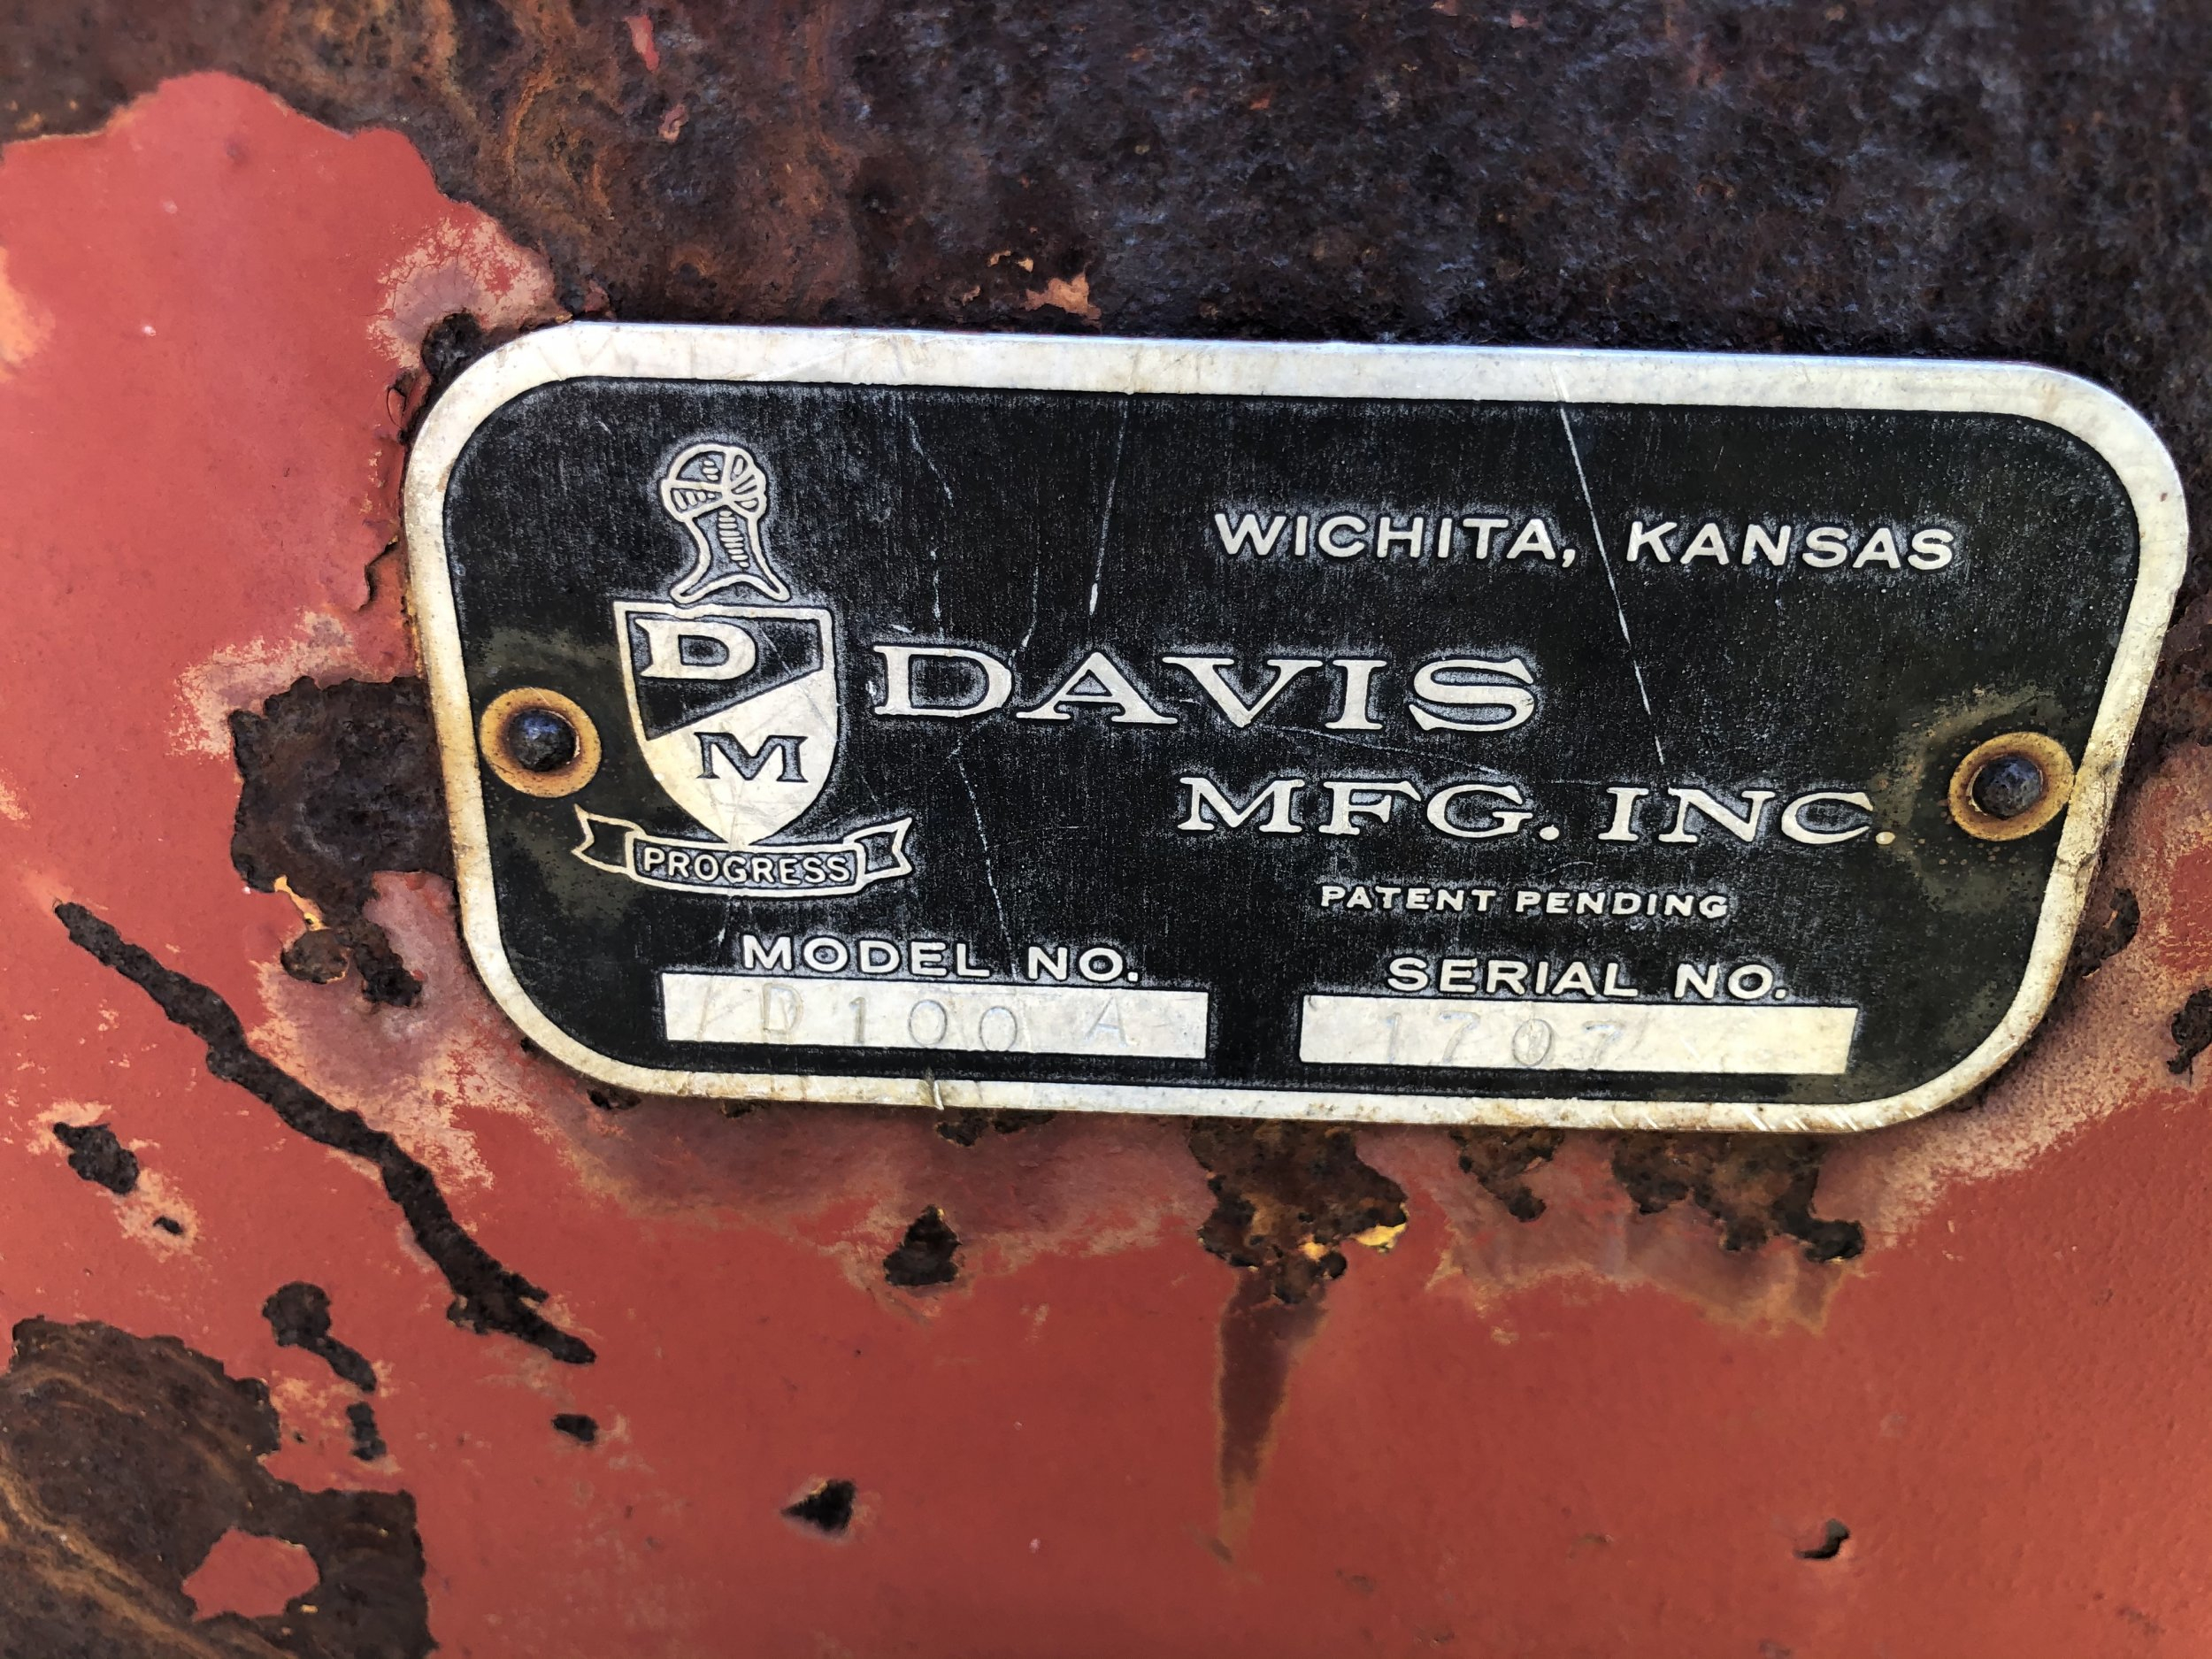 WICHITA, KANSAS
D
M
DAVIS
MFG. INC.
PROGRESS
PATENT PENDING
MODEL NO.
D100 A
SERIAL NO.
1707